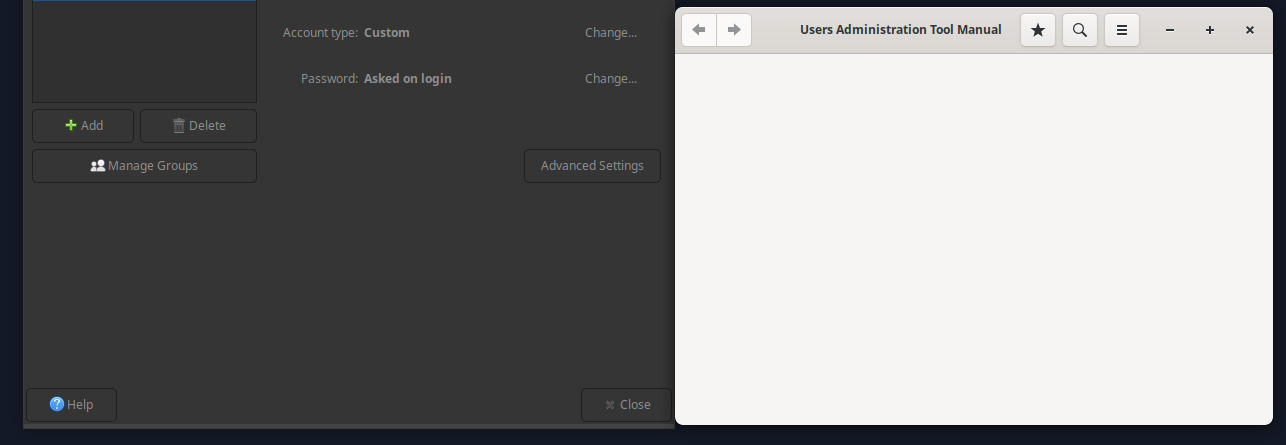 Account type: Custom Change...
Password: Asked on login Change...
Add Delete
Manage Groups Advanced Settings
Help Close
Users Administration Tool Manual